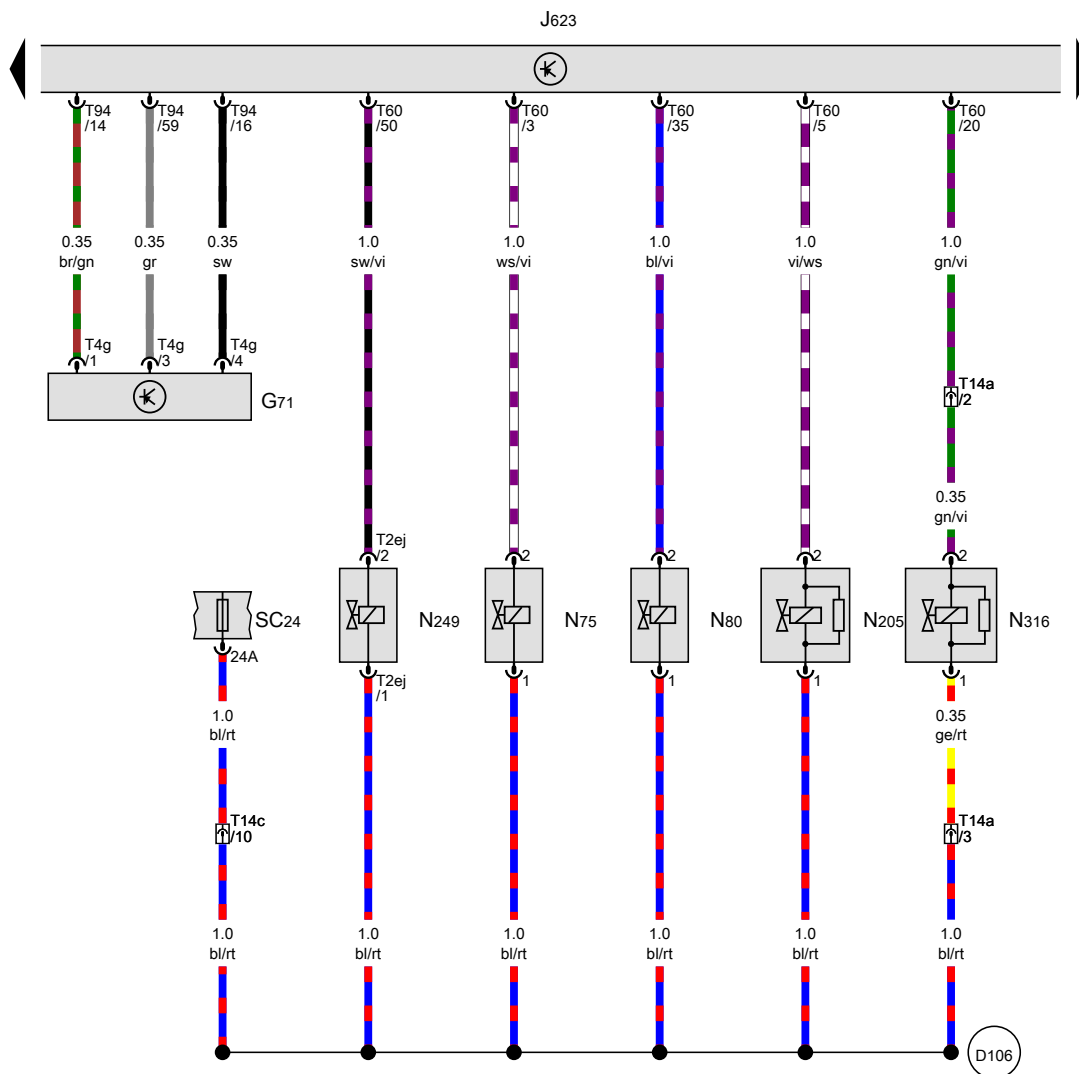 J623
T94
/14
T94
/59
T94
/16
T60
/50
T60
/3
T60
/35
T60
/5
T60
/20
0.35
br/gn
0.35
gr
0.35
sw
1.0
sw/vi
1.0
ws/vi
1.0
bl/vi
1.0
vi/ws
1.0
gn/vi
T4g
/1
T4g
/3
T4g
/4
G71
T14a
/2
0.35
gn/vi
T2ej
/2
2
2
2
2
SC24
N249
N75
N80
N205
N316
24A
T2ej
/1
1
1
1
1
1.0
bl/rt
0.35
ge/rt
T14c
/10
T14a
/3
1.0
bl/rt
1.0
bl/rt
1.0
bl/rt
1.0
bl/rt
1.0
bl/rt
1.0
bl/rt
D106